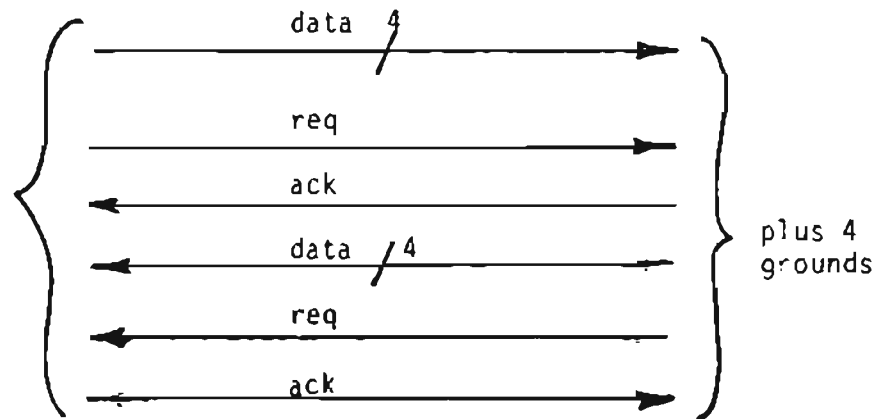 data 4
req
ack
data 4
req
ack
plus 4
grounds